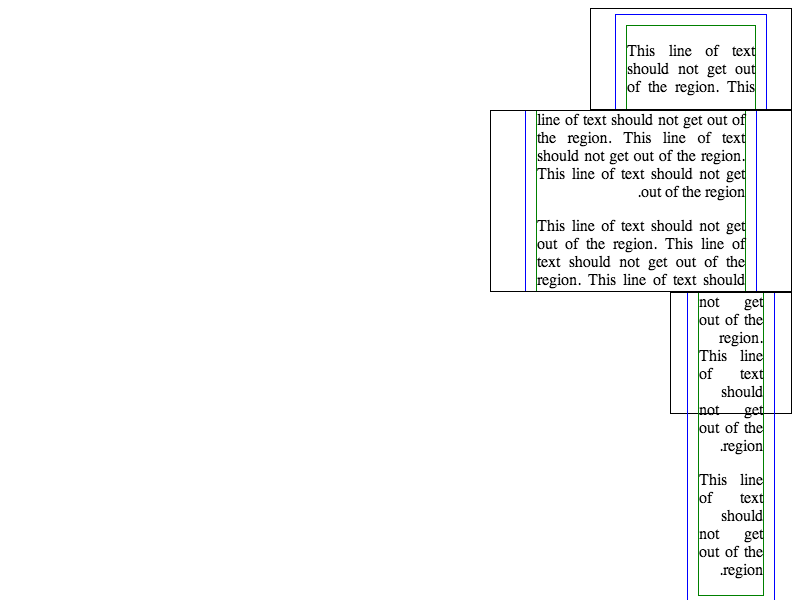 This line of text
should not get out
of the region. This
line of text should not get out of
the region. This line of text
should not get out of the region.
This line of text should not get
.out of the region
This line of text should not get
out of the region. This line of
text should not get out of the
region. This line of text should
not get
out of the
region.
This line
of text
should
not get
out of the
.region
This line
of text
should
not get
out of the
.region